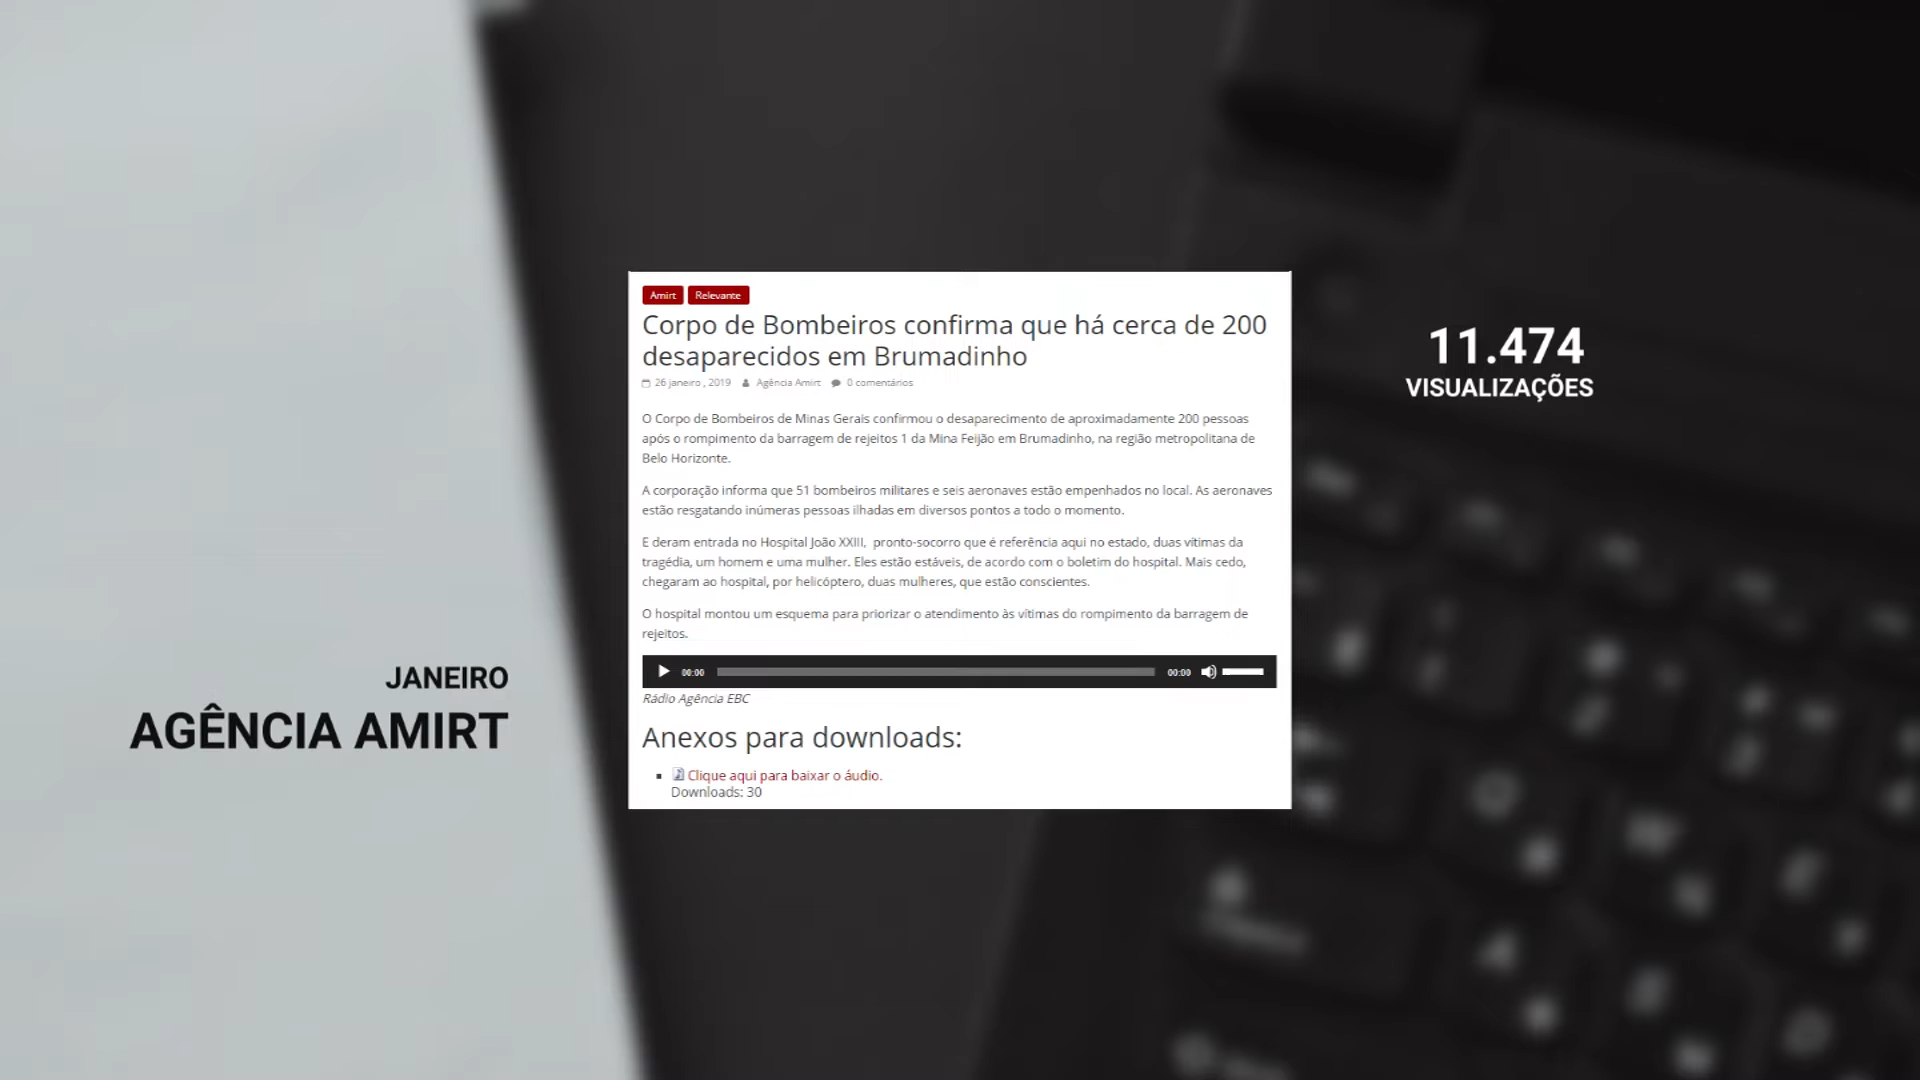 Amirt Relevante
Corpo de Bombeiros confirma que há cerca de 200
desaparecidos em Brumadinho
26 janeiro , 2019 Agência Amirt 0 comentários
O Corpo de Bombeiros de Minas Gerais confirmou o desaparecimento de aproximadamente 200 pessoas
após o rompimento da barragem de rejeitos 1 da Mina Feijão em Brumadinho, na região metropolitana de
Belo Horizonte.
A corporação informa que 51 bombeiros militares e seis aeronaves estão empenhados no local. As aeronaves
estão resgatando inúmeras pessoas ilhadas em diversos pontos a todo o momento.
E deram entrada no Hospital João XXIII, pronto-socorro que é referência aqui no estado, duas vítimas da
tragédia, um homem e uma mulher. Eles estão estáveis, de acordo com o boletim do hospital. Mais cedo,
chegaram ao hospital, por helicóptero, duas mulheres, que estão conscientes.
O hospital montou um esquema para priorizar o atendimento às vítimas do rompimento da barragem de
rejeitos.
00:00 00:00
Rádio Agência EBC
Anexos para downloads:
Clique aqui para baixar o áudio.
Downloads: 30
11.474
VISUALIZAÇÕES
JANEIRO
AGÊNCIA AMIRT